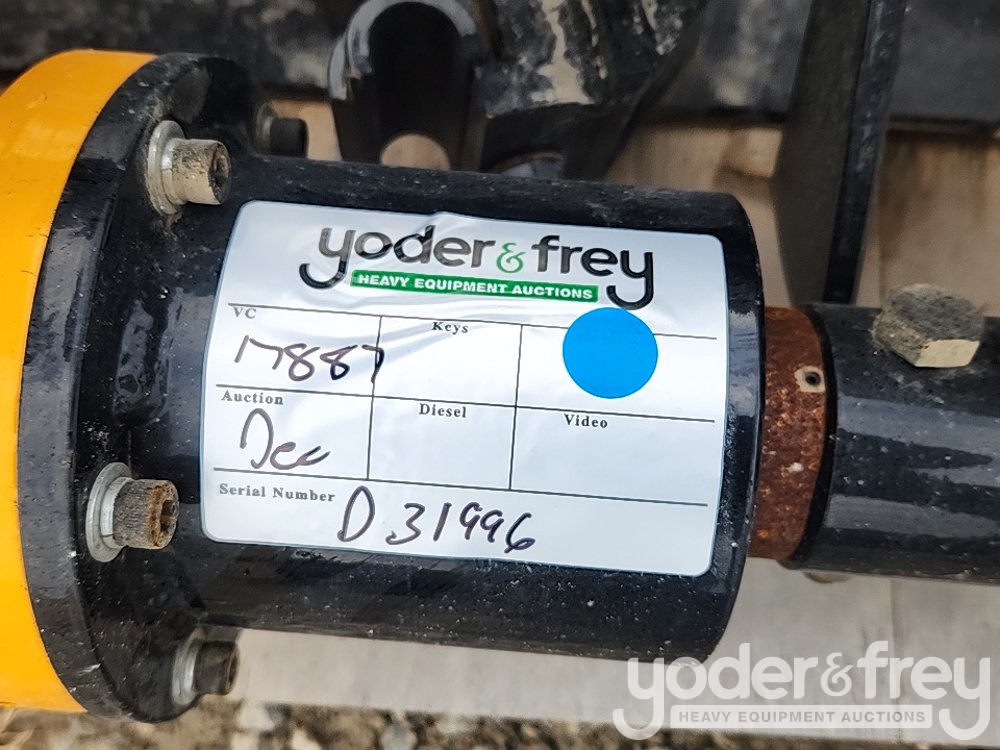 yoder & frey
HEAVY EQUIPMENT AUCTIONS
VC Keys
17887
Auction Diesel Video
Dec
Serial Number D31996
yoder & frey
HEAVY EQUIPMENT AUCTIONS